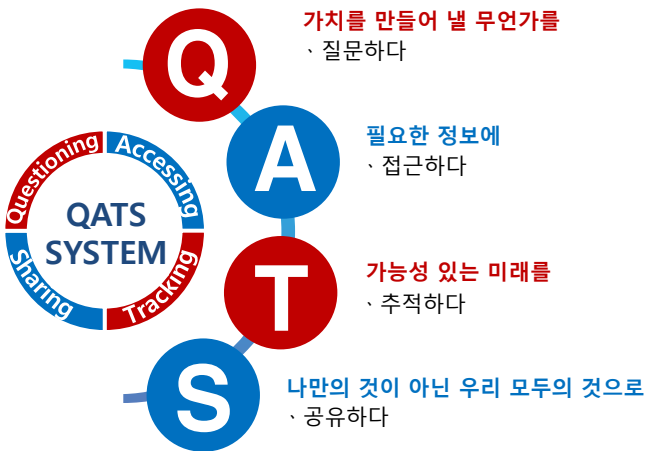 Q
가치를 만들어 낼 무언가를
、질문하다
A
필요한 정보에
、접근하다
Questioning
Accessing
QATS
SYSTEM
Sharing
Tracking
T
가능성 있는 미래를
、추적하다
S
나만의 것이 아닌 우리 모두의 것으로
、공유하다